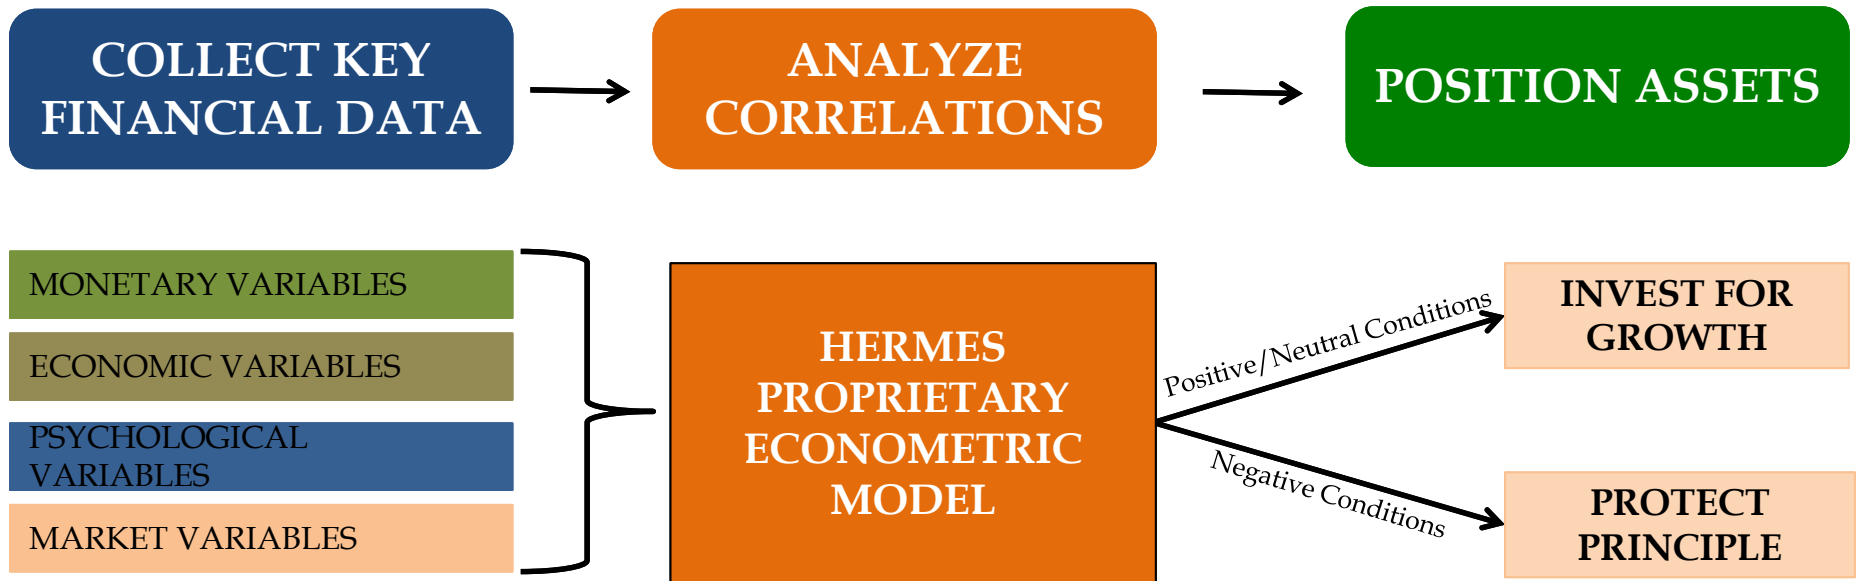 COLLECT KEY
FINANCIAL DATA
ANALYZE
CORRELATIONS
POSITION ASSETS
MONETARY VARIABLES
ECONOMIC VARIABLES
PSYCHOLOGICAL
VARIABLES
MARKET VARIABLES
HERMES
PROPRIETARY
ECONOMETRIC
MODEL
Positive/Neutral Conditions
Negative Conditions
INVEST FOR
GROWTH
PROTECT
PRINCIPLE